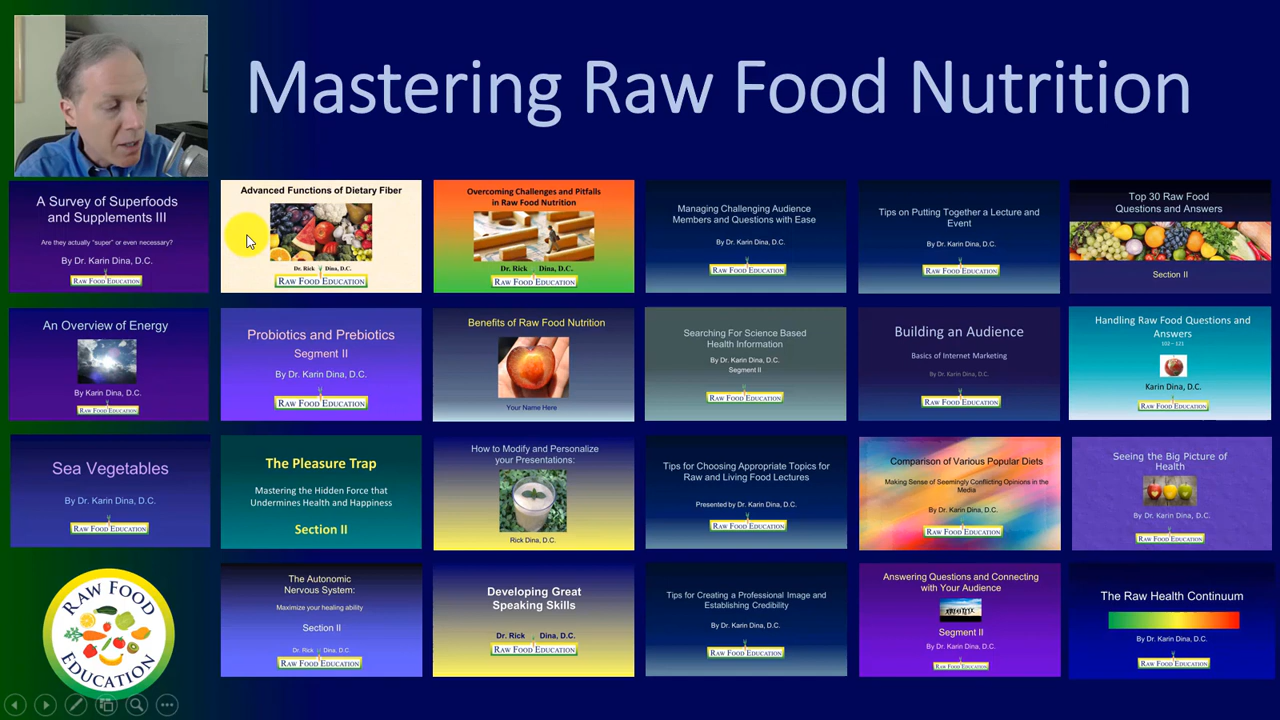 Mastering Raw Food Nutrition
A Survey of Superfoods
and Supplements III
Are they actually "super" or even necessary?
By Dr. Karin Dina, D.C.
RAW FOOD EDUCATION
Advanced Functions of Dietary Fiber
Dr. Rick Dina, D.C.
RAW FOOD EDUCATION
Overcoming Challenges and Pitfalls
in Raw Food Nutrition
Dr. Rick Dina, D.C.
RAW FOOD EDUCATION
Managing Challenging Audience
Members and Questions with Ease
By Dr. Karin Dina, D.C.
RAW FOOD EDUCATION
Tips on Putting Together a Lecture and
Event
By Dr. Karin Dina, D.C.
RAW FOOD EDUCATION
Top 30 Raw Food
Questions and Answers
Section II
An Overview of Energy
By Karin Dina, D.C.
RAW FOOD EDUCATION
Probiotics and Prebiotics
Segment II
By Dr. Karin Dina, D.C.
RAW FOOD EDUCATION
Benefits of Raw Food Nutrition
Your Name Here
Searching For Science Based
Health Information
By Dr. Karin Dina, D.C.
Segment II
RAW FOOD EDUCATION
Building an Audience
Basics of Internet Marketing
By Dr. Karin Dina, D.C.
RAW FOOD EDUCATION
Handling Raw Food Questions and
Answers
102 – 121
Karin Dina, D.C.
RAW FOOD EDUCATION
Sea Vegetables
By Dr. Karin Dina, D.C.
RAW FOOD EDUCATION
The Pleasure Trap
Mastering the Hidden Force that
Undermines Health and Happiness
Section II
How to Modify and Personalize
your Presentations:
Rick Dina, D.C.
Tips for Choosing Appropriate Topics for
Raw and Living Food Lectures
Presented by Dr. Karin Dina, D.C.
RAW FOOD EDUCATION
Comparison of Various Popular Diets
Making Sense of Seemingly Conflicting Opinions in the
Media
By Dr. Karin Dina, D.C.
RAW FOOD EDUCATION
Seeing the Big Picture of
Health
By Dr. Karin Dina, D.C.
RAW FOOD EDUCATION
RAW FOOD
EDUCATION
The Autonomic
Nervous System:
Maximize your healing ability
Section II
Dr. Rick Dina, D.C.
RAW FOOD EDUCATION
Developing Great
Speaking Skills
Dr. Rick Dina, D.C.
RAW FOOD EDUCATION
Tips for Creating a Professional Image and
Establishing Credibility
By Dr. Karin Dina, D.C.
RAW FOOD EDUCATION
Answering Questions and Connecting
with Your Audience
Segment II
By Dr. Karin Dina, D.C.
RAW FOOD EDUCATION
The Raw Health Continuum
By Dr. Karin Dina, D.C.
RAW FOOD EDUCATION